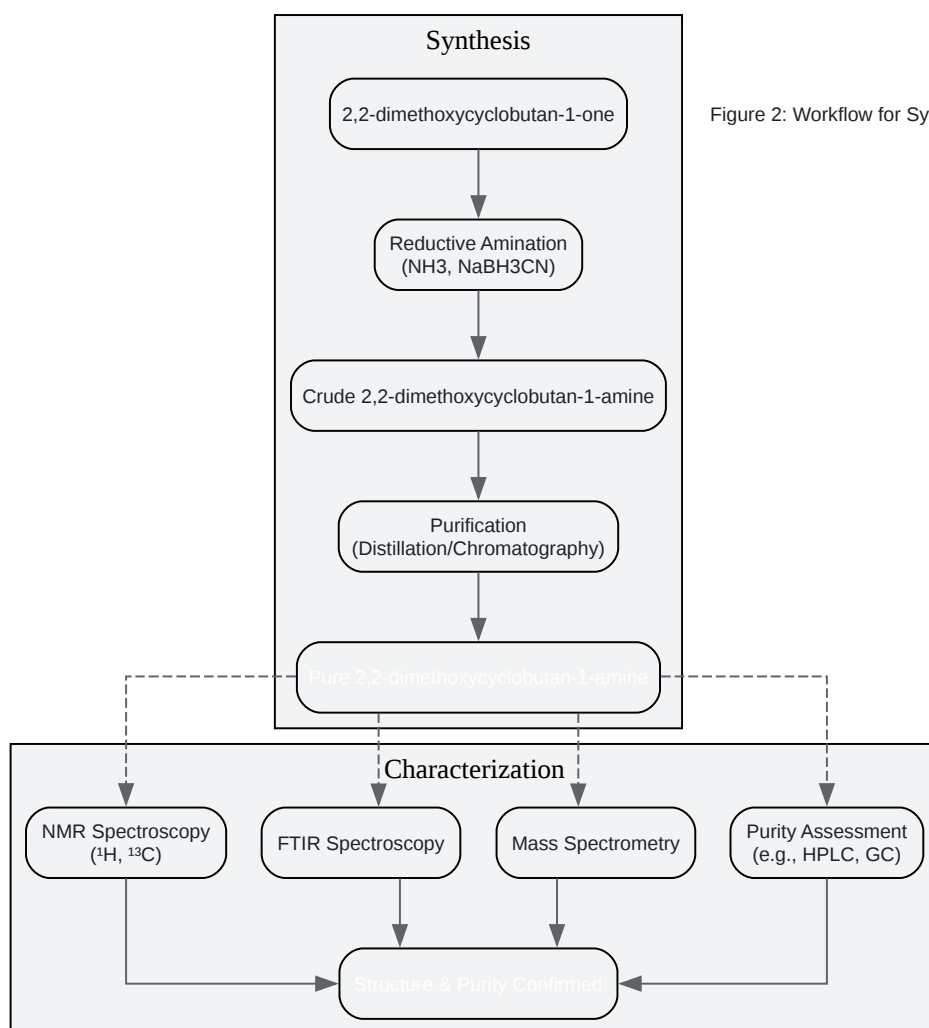 Synthesis
2,2-dimethoxycyclobutan-1-one
Figure 2: Workflow for Sy
Reductive Amination
(NH3, NaBH3CN)
Crude 2,2-dimethoxycyclobutan-1-amine
Purification
(Distillation/Chromatography)
Pure 2,2-dimethoxycyclobutan-1-amine
Characterization
NMR Spectroscopy
(¹H, ¹³C)
FTIR Spectroscopy
Mass Spectrometry
Purity Assessment
(e.g., HPLC, GC)
Structure & Purity Confirmed